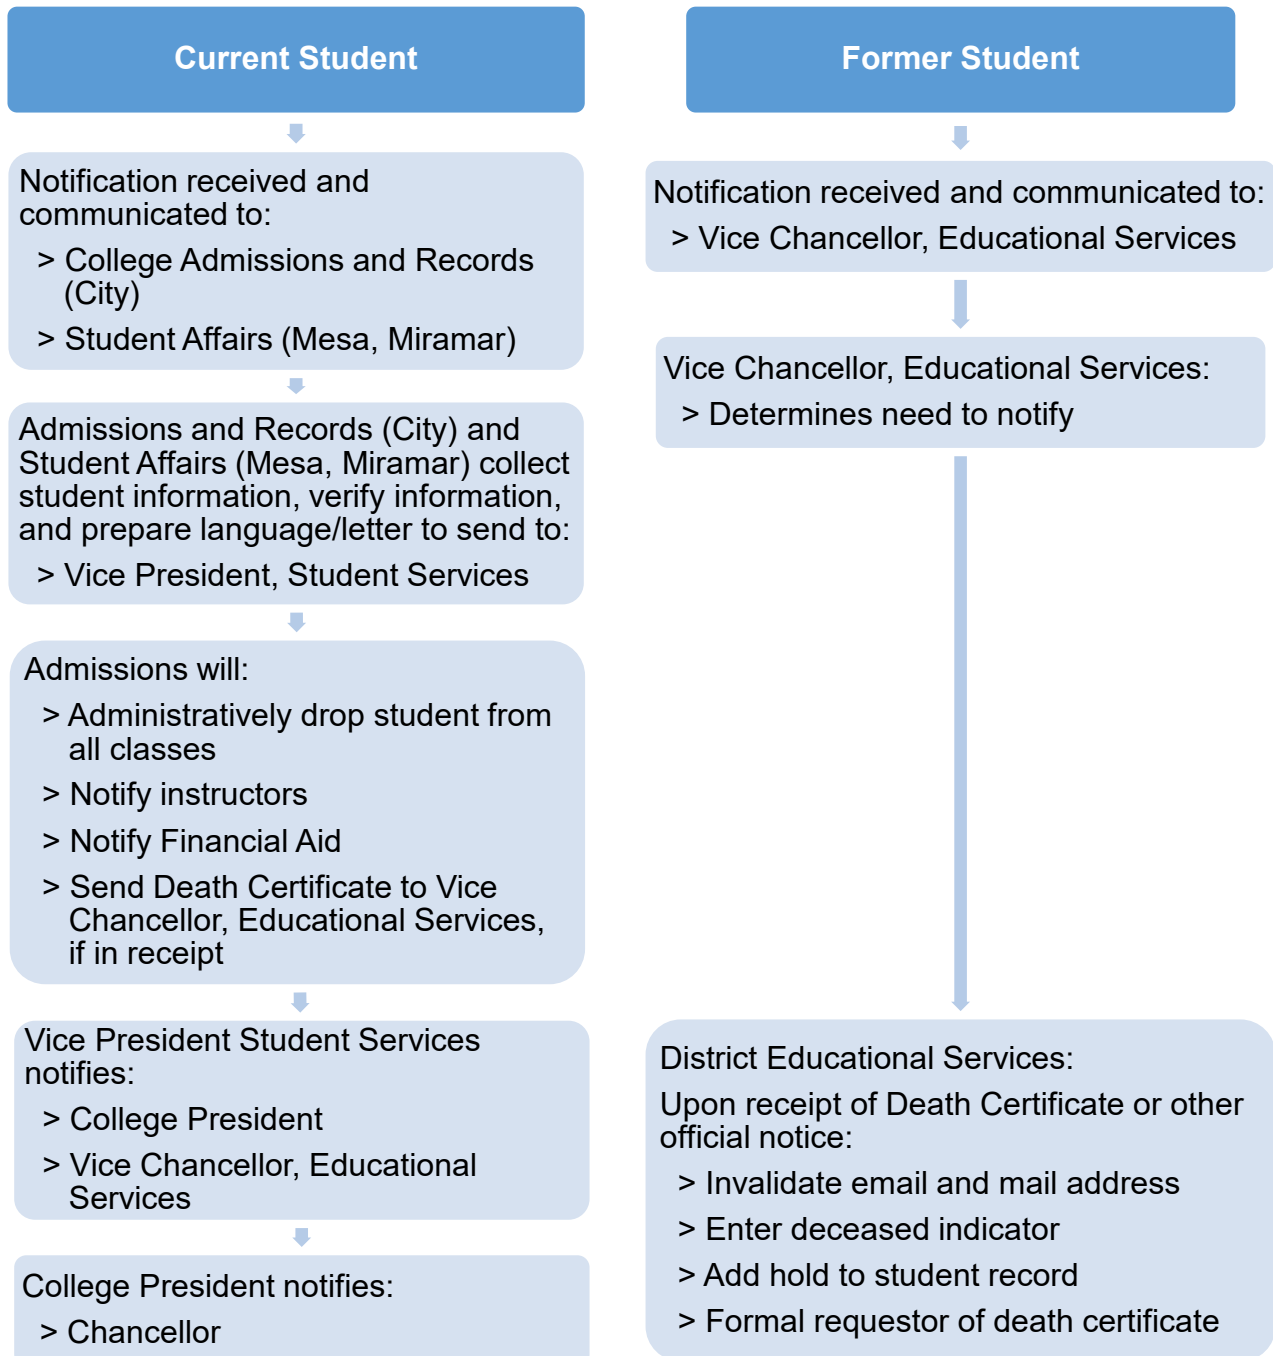 Current Student
Notification received and
communicated to:
> College Admissions and Records
(City)
> Student Affairs (Mesa, Miramar)
Admissions and Records (City) and
Student Affairs (Mesa, Miramar) collect
student information, verify information,
and prepare language/letter to send to:
> Vice President, Student Services
Admissions will:
> Administratively drop student from
all classes
> Notify instructors
> Notify Financial Aid
> Send Death Certificate to Vice
Chancellor, Educational Services,
if in receipt
Vice President Student Services
notifies:
> College President
> Vice Chancellor, Educational
Services
College President notifies:
> Chancellor
Former Student
Notification received and communicated to:
> Vice Chancellor, Educational Services
Vice Chancellor, Educational Services:
> Determines need to notify
District Educational Services:
Upon receipt of Death Certificate or other
official notice:
> Invalidate email and mail address
> Enter deceased indicator
> Add hold to student record
> Formal requestor of death certificate